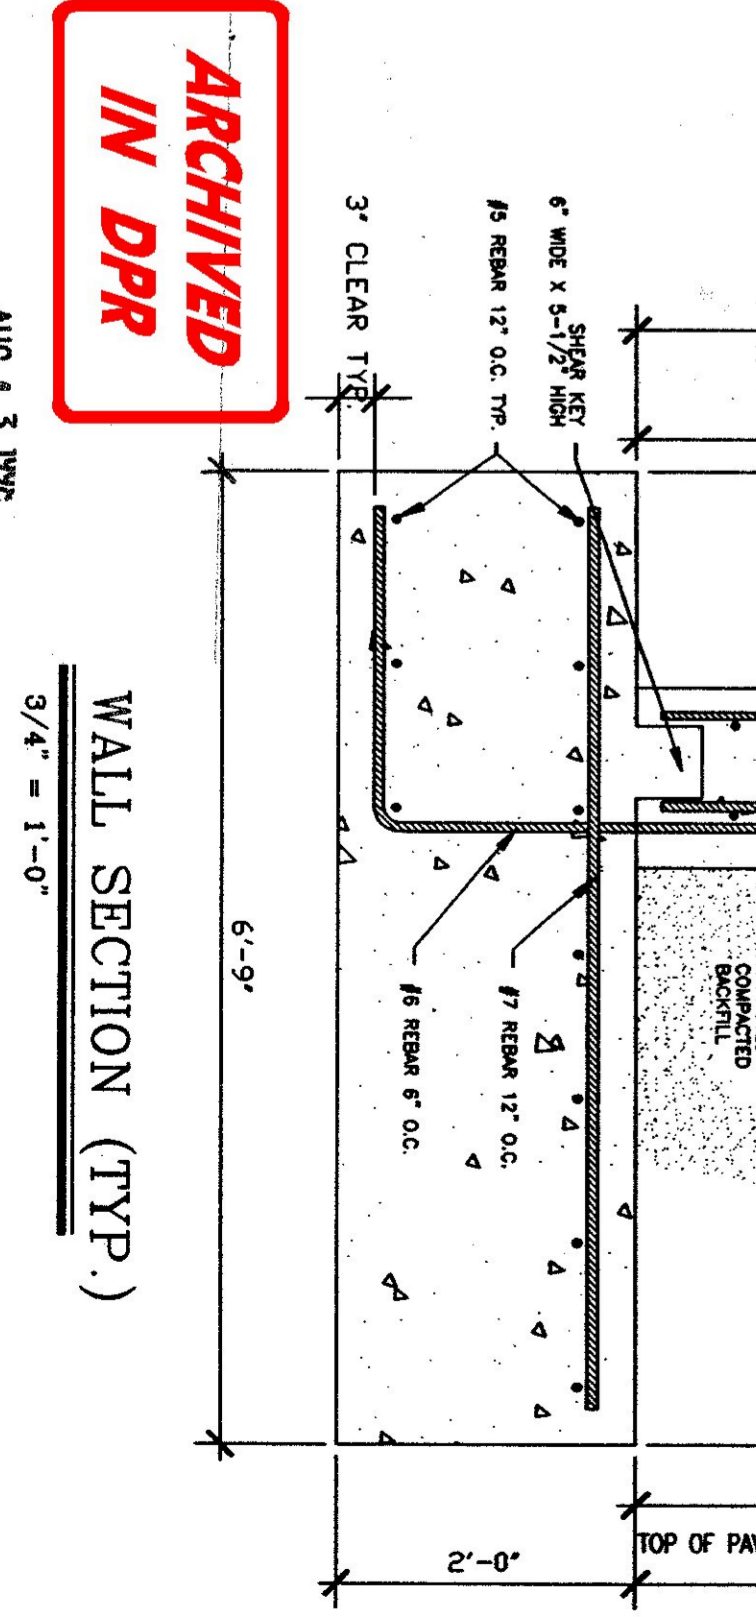 ARCHIVED
IN DPR
3" CLEAR TYP.
#5 REBAR 12" O.C. TYP.
SHEAR KEY
6" WIDE X 5-1/2" HIGH
COMPACTED
BACKFILL
#7 REBAR 12" O.C.
#6 REBAR 6" O.C.
6'-9"
TOP OF
2'-0"
WALL SECTION (TYP.)
3/4" = 1'-0"